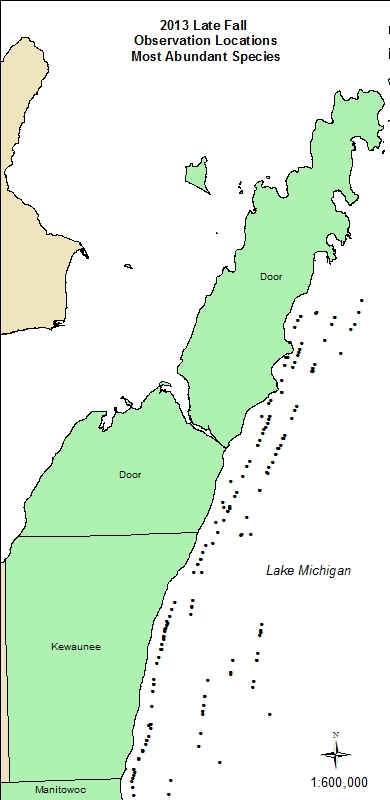 2013 Late Fall
Observation Locations
Most Abundant Species
Door
Door
Lake Michigan
Kewaunee
N
1:600,000
Manitowoc